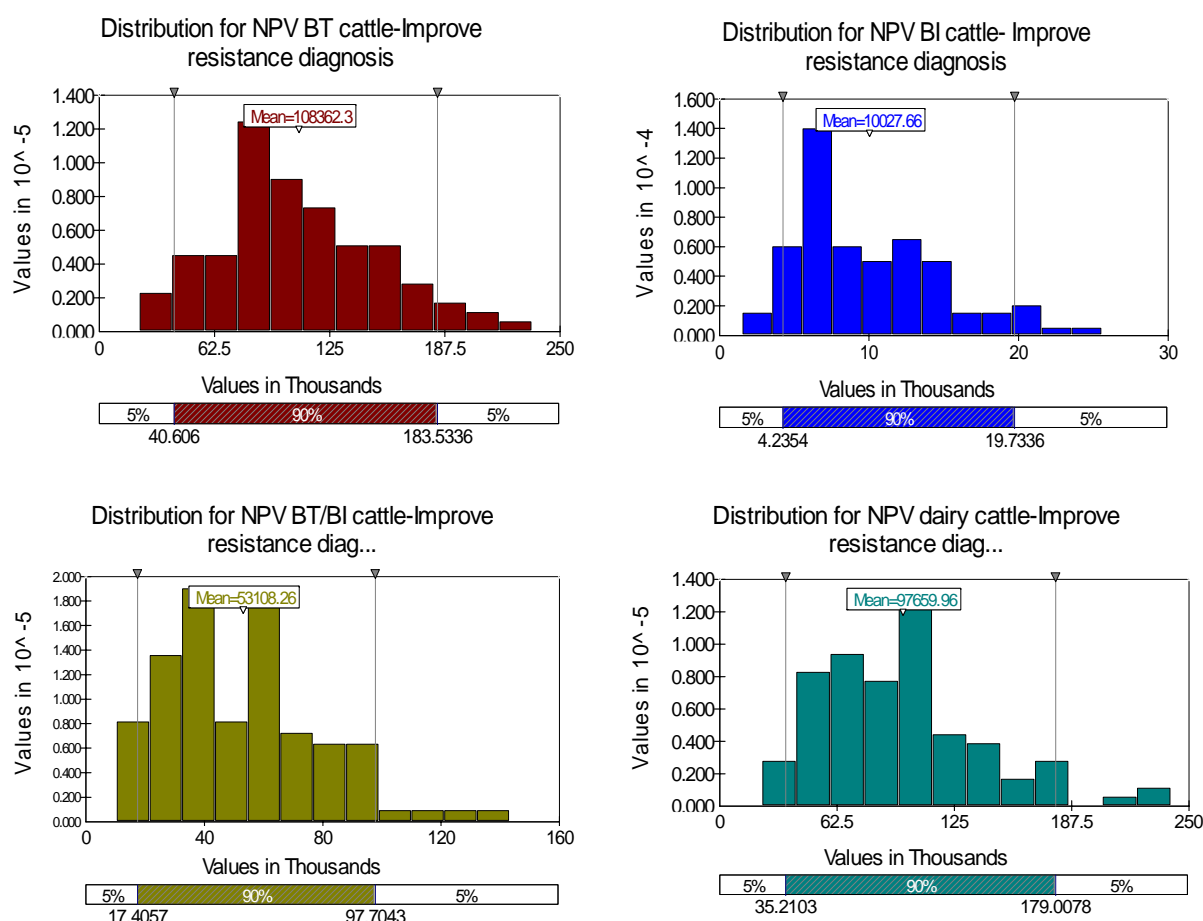 Distribution for NPV BT cattle-Improve
resistance diagnosis
1.400
1.200
1.000
0.800
0.600
0.400
0.200
0.000
Values in 10^ -5
Mean=108362.3
0 62.5 125 187.5 250
Values in Thousands
5% 90% 5%
40.606 183.5336
Distribution for NPV BI cattle- Improve
resistance diagnosis
1.600
1.400
1.200
1.000
0.800
0.600
0.400
0.200
0.000
Values in 10^ -4
Mean=10027.66
0 10 20 30
Values in Thousands
5% 90% 5%
4.2354 19.7336
Distribution for NPV BT/BI cattle-Improve
resistance diag...
2.000
1.800
1.600
1.400
1.200
1.000
0.800
0.600
0.400
0.200
0.000
Values in 10^ -5
Mean=53108.26
0 40 80 120 160
Values in Thousands
5% 90% 5%
17.4057 97.7043
Distribution for NPV dairy cattle-Improve
resistance diag...
1.400
1.200
1.000
0.800
0.600
0.400
0.200
0.000
Values in 10^ -5
Mean=97659.96
0 62.5 125 187.5 250
Values in Thousands
5% 90% 5%
35.2103 179.0078